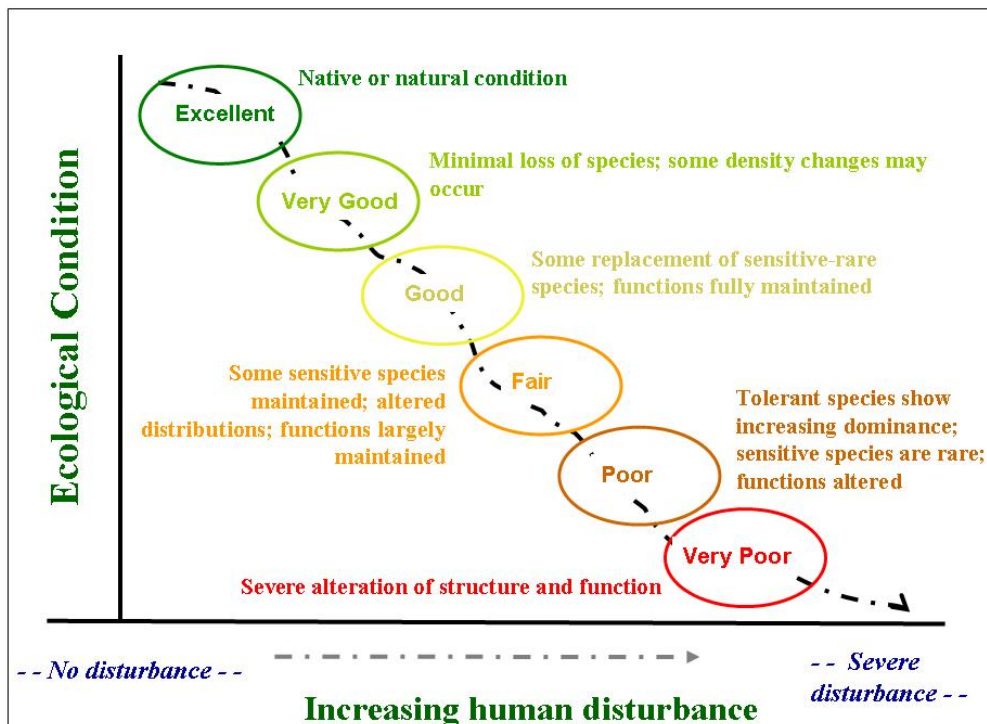 Ecological Condition
Excellent
Native or natural condition
Very Good
Minimal loss of species; some density changes may
occur
Good
Some replacement of sensitive-rare
species; functions fully maintained
Fair
Some sensitive species
maintained; altered
distributions; functions largely
maintained
Poor
Tolerant species show
increasing dominance;
sensitive species are rare;
functions altered
Very Poor
Severe alteration of structure and function
- - No disturbance - -
- - Severe
disturbance - -
Increasing human disturbance